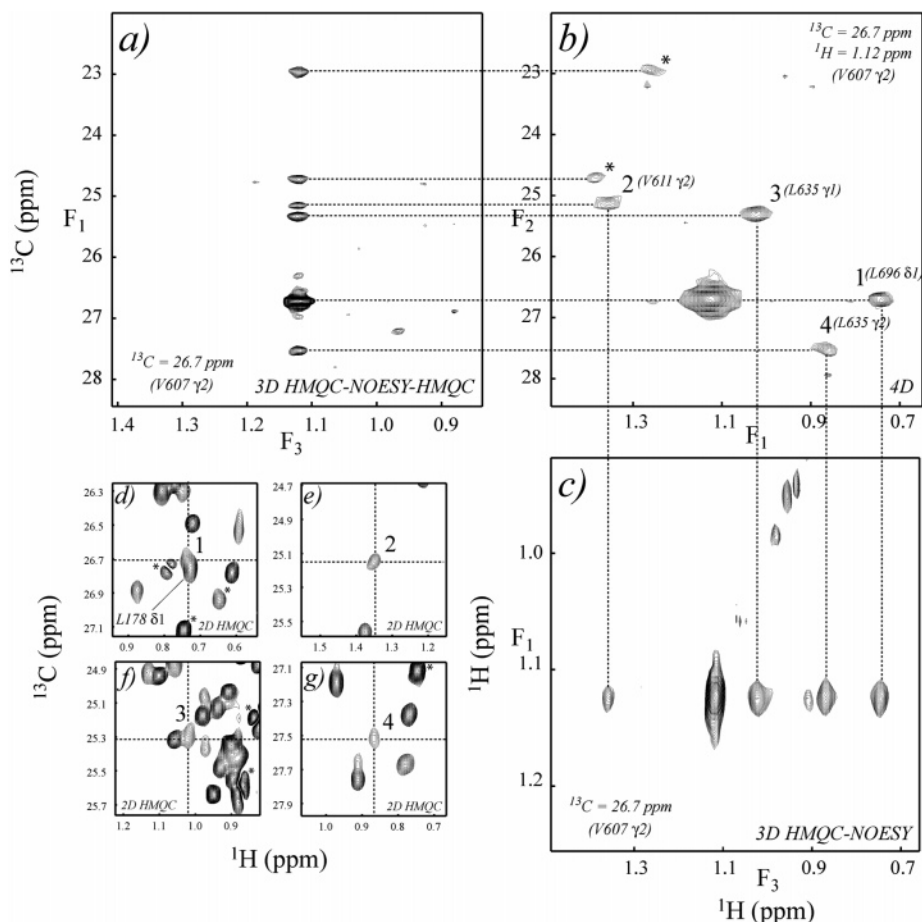 a)
23
24
25
26
27
28
F1
13C (ppm)
13C = 26.7 ppm
(V607 γ2)
3D HMQC-NOESY-HMQC
1.4 1.3 1.2 1.1 1.0 0.9
F3
b)
13C = 26.7 ppm
1H = 1.12 ppm
(V607 γ2)
23
24
25
26
27
28
F2
*
*
2 (V611 γ2)
3 (L635 γ1)
1 (L696 δ1)
4 (L635 γ2)
4D
1.3 1.1 0.9 0.7
F1
c)
1.0
1.1
1.2
F1
1H (ppm)
13C = 26.7 ppm
(V607 γ2)
3D HMQC-NOESY
1.3 1.1 0.9 0.7
F3
1H (ppm)
d)
26.3
26.5
26.7
26.9
27.1
1
*
*
*
L178 δ1
2D HMQC
0.9 0.8 0.7 0.6
e)
24.7
24.9
25.1
25.3
25.5
2
2D HMQC
1.5 1.4 1.3 1.2
13C (ppm)
f)
24.9
25.1
25.3
25.5
25.7
3
*
*
2D HMQC
1.2 1.1 1.0 0.9
g)
27.1
27.3
27.5
27.7
27.9
*
4
2D HMQC
1.0 0.9 0.8 0.7
1H (ppm)